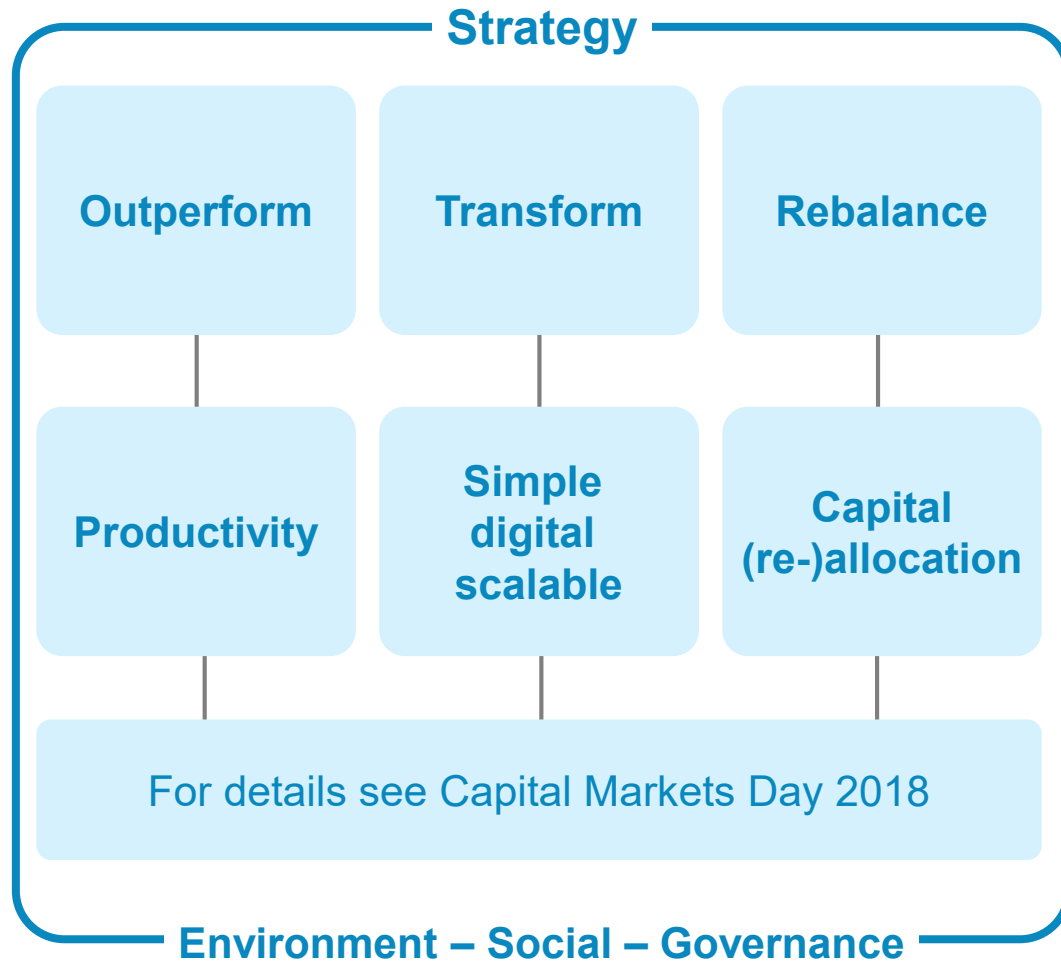 Strategy
Outperform
Transform
Rebalance
Productivity
Simple
digital
scalable
Capital
(re-)allocation
For details see Capital Markets Day 2018
Environment – Social – Governance